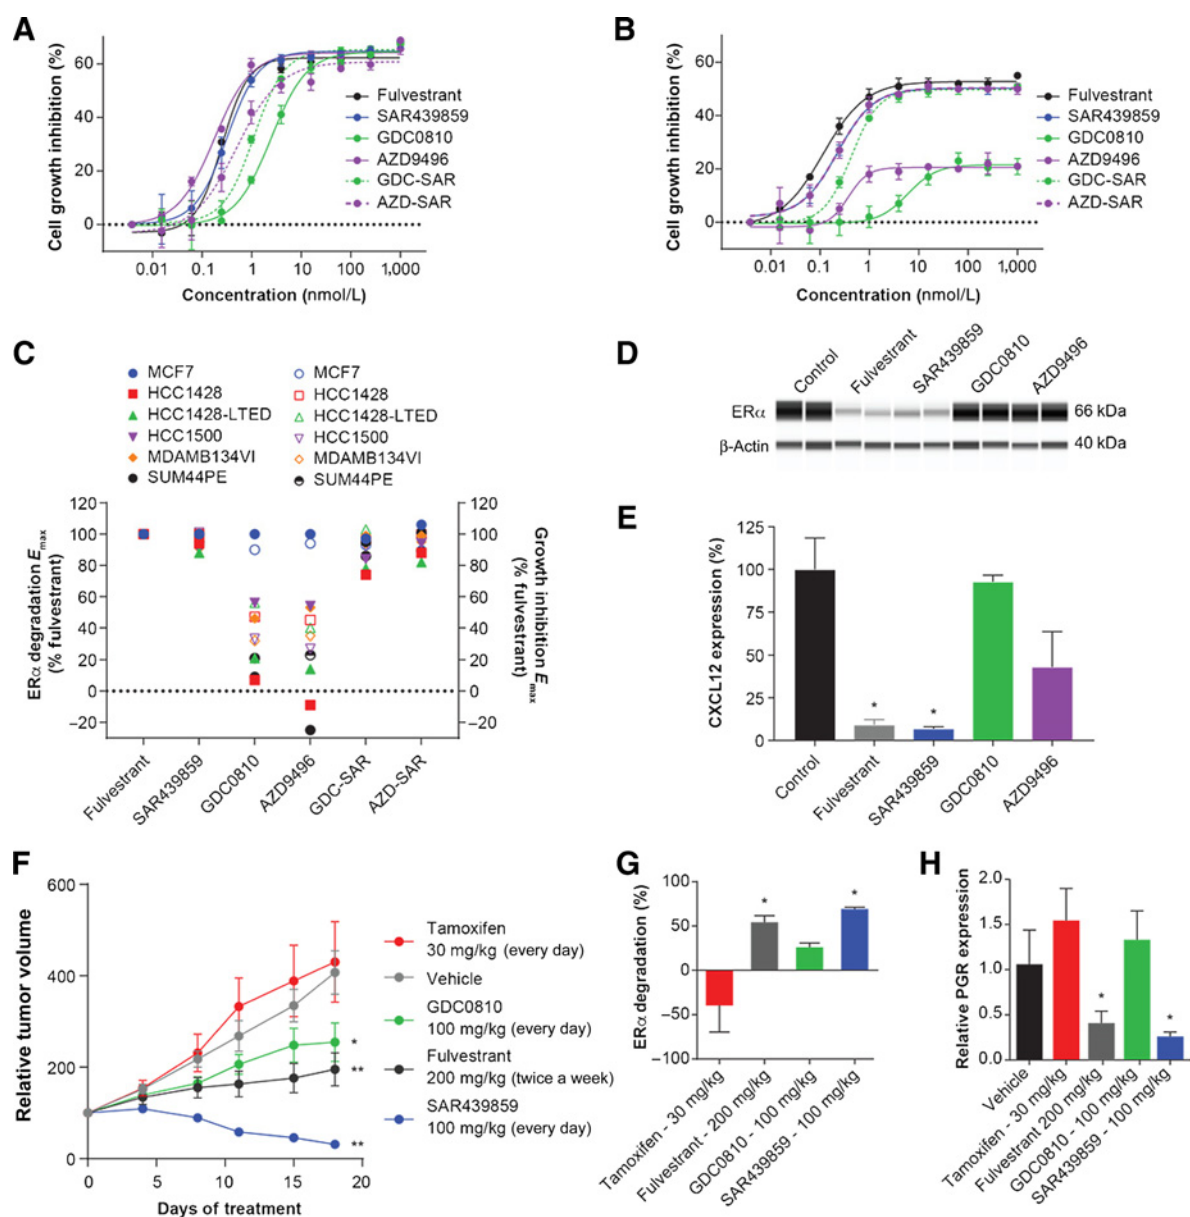 A
Cell growth inhibition (%)
60
40
20
0
0.01 0.1 1 10 100 1,000
Concentration (nmol/L)
Fulvestrant
SAR439859
GDC0810
AZD9496
GDC-SAR
AZD-SAR
B
Cell growth inhibition (%)
60
40
20
0
0.01 0.1 1 10 100 1,000
Concentration (nmol/L)
Fulvestrant
SAR439859
GDC0810
AZD9496
GDC-SAR
AZD-SAR
C
MCF7 MCF7
HCC1428 HCC1428
HCC1428-LTED HCC1428-LTED
HCC1500 HCC1500
MDAMB134VI MDAMB134VI
SUM44PE SUM44PE
ERα degradation Emax
(% fulvestrant)
120 120
100 100
80 80
60 60
40 40
20 20
0 0
–20 –20
Growth inhibition Emax
(% fulvestrant)
Fulvestrant
SAR439859
GDC0810
AZD9496
GDC-SAR
AZD-SAR
D
Control
Fulvestrant
SAR439859
GDC0810
AZD9496
ERα 66 kDa
β-Actin 40 kDa
E
CXCL12 expression (%)
125
100
75
50
25
0
* *
Control
Fulvestrant
SAR439859
GDC0810
AZD9496
F
Relative tumor volume
600
400
200
0
0 5 10 15 20
Days of treatment
*
**
**
Tamoxifen
30 mg/kg (every day)
Vehicle
GDC0810
100 mg/kg (every day)
Fulvestrant
200 mg/kg (twice a week)
SAR439859
100 mg/kg (every day)
G
ERα degradation (%)
100
50
0
–50
–100
* *
Tamoxifen - 30 mg/kg
Fulvestrant - 200 mg/kg
GDC0810 - 100 mg/kg
SAR439859 - 100 mg/kg
H
Relative PGR expression
2.0
1.5
1.0
0.5
0.0
* *
Vehicle
Tamoxifen - 30 mg/kg
Fulvestrant 200 mg/kg
GDC0810 - 100 mg/kg
SAR439859 - 100 mg/kg